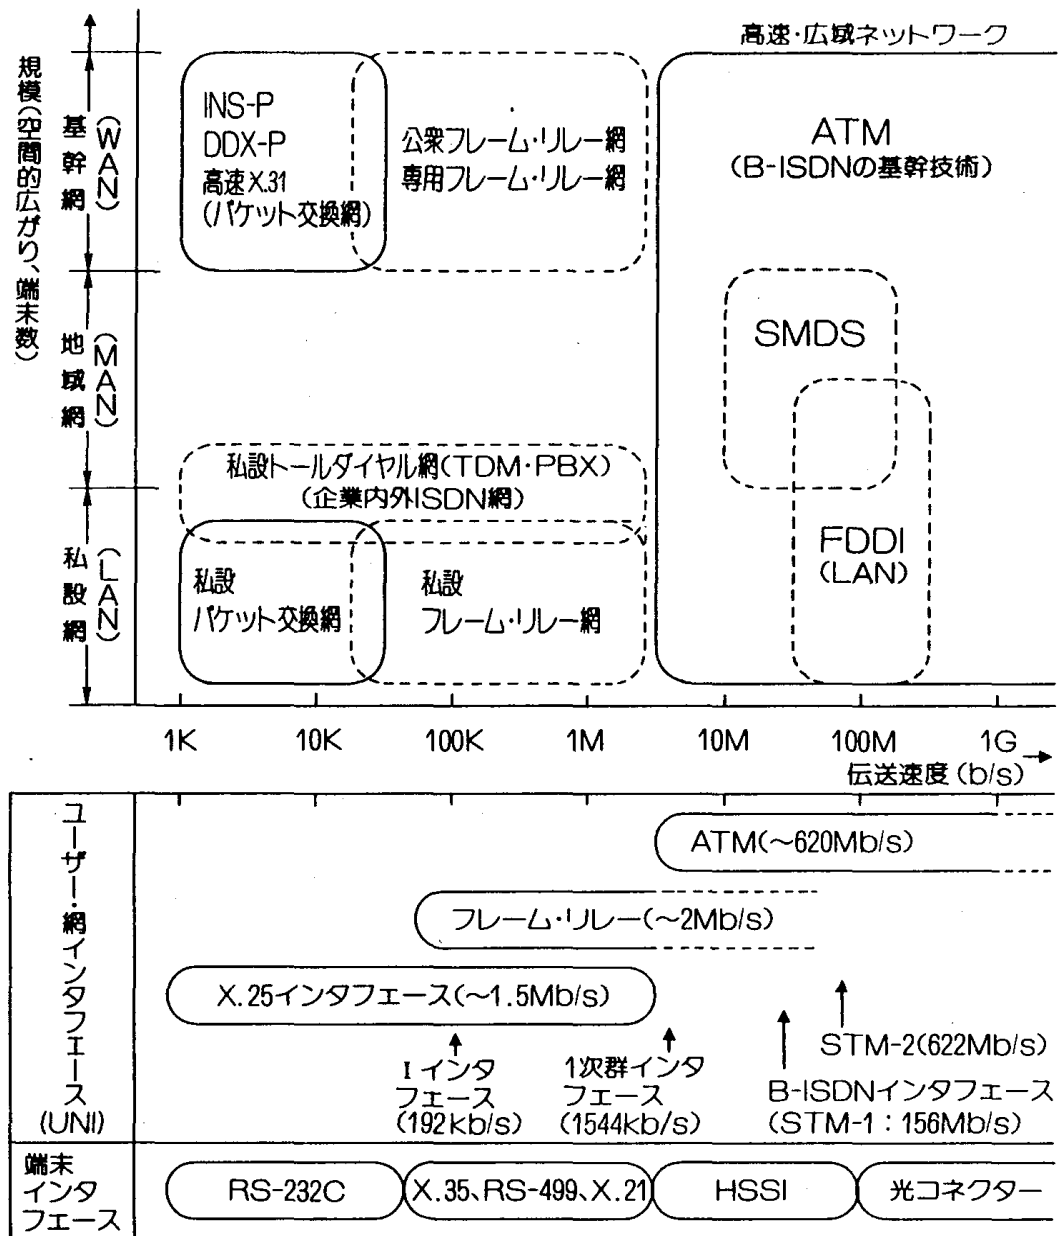 高速・広域ネットワーク
規模(空間的広がり、端末数)
基幹網
(WAN)
地域網
(MAN)
私設網
(LAN)
INS-P
DDX-P
高速X.31
(パケット交換網)
公衆フレーム・リレー網
専用フレーム・リレー網
ATM
(B-ISDNの基幹技術)
SMDS
私設トールダイヤル網(TDM・PBX)
(企業内外ISDN網)
FDDI
(LAN)
私設
パケット交換網
私設
フレーム・リレー網
1K 10K 100K 1M 10M 100M 1G
伝送速度(b/s)
ユーザー・網インタフェース
(UNI)
ATM(〜620Mb/s)
フレーム・リレー(〜2Mb/s)
X.25インタフェース(〜1.5Mb/s)
I インタ
フェース
(192kb/s)
1次群インタ
フェース
(1544kb/s)
STM-2(622Mb/s)
B-ISDNインタフェース
(STM-1:156Mb/s)
端末
インタ
フェース
RS-232C
X.35、RS-499、X.21
HSSI
光コネクター